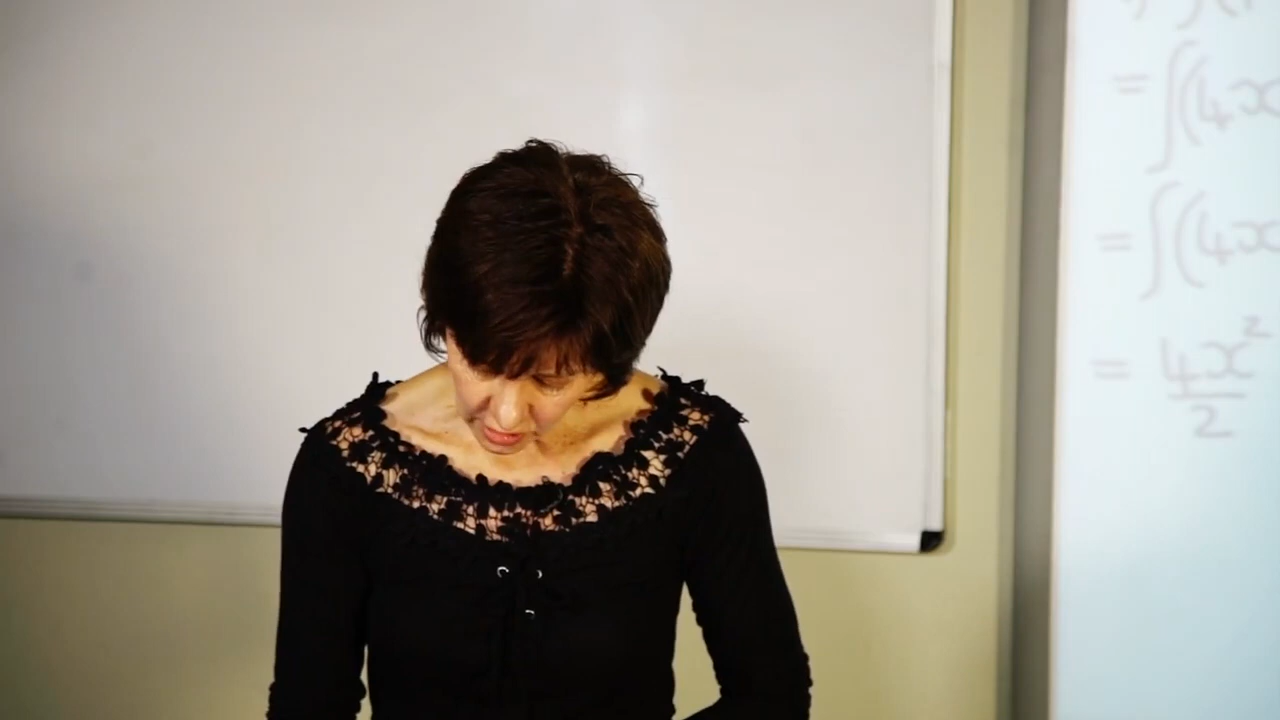 = ∫(4x
= ∫(4x
= 4x²/2